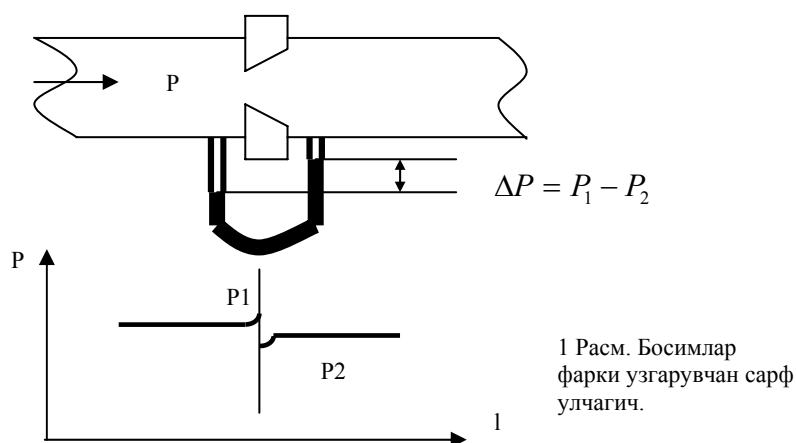 P
ΔP = P₁ − P₂
P
P1
P2
1 Расм. Босимлар
фарки узгарувчан сарф
улчагич.
l